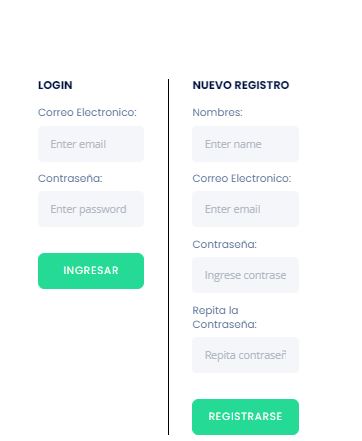 LOGIN
Correo Electronico:
Enter email
Contraseña:
Enter password
INGRESAR
NUEVO REGISTRO
Nombres:
Enter name
Correo Electronico:
Enter email
Contraseña:
Ingrese contrase
Repita la
Contraseña:
Repita contraseñ
REGISTRARSE